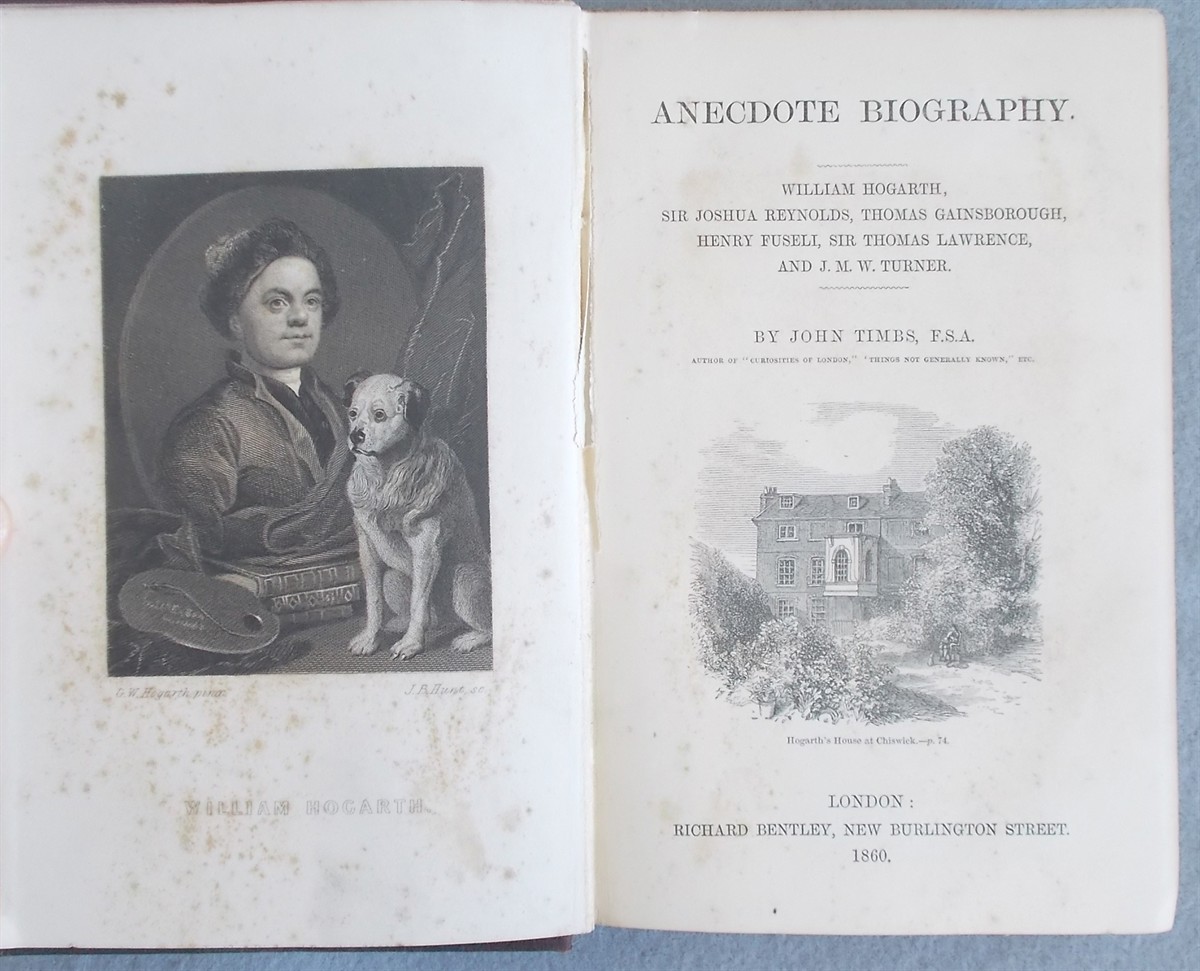 Hogarth pinx.
J. B. Hunt, sc.
WILLIAM HOGARTH.
ANECDOTE BIOGRAPHY.
WILLIAM HOGARTH,
SIR JOSHUA REYNOLDS, THOMAS GAINSBOROUGH,
HENRY FUSELI, SIR THOMAS LAWRENCE,
AND J. M. W. TURNER.
BY JOHN TIMBS, F.S.A.
AUTHOR OF "CURIOSITIES OF LONDON," 'THINGS NOT GENERALLY KNOWN," ETC.
Hogarth's House at Chiswick.—p. 74.
LONDON:
RICHARD BENTLEY, NEW BURLINGTON STREET.
1860.